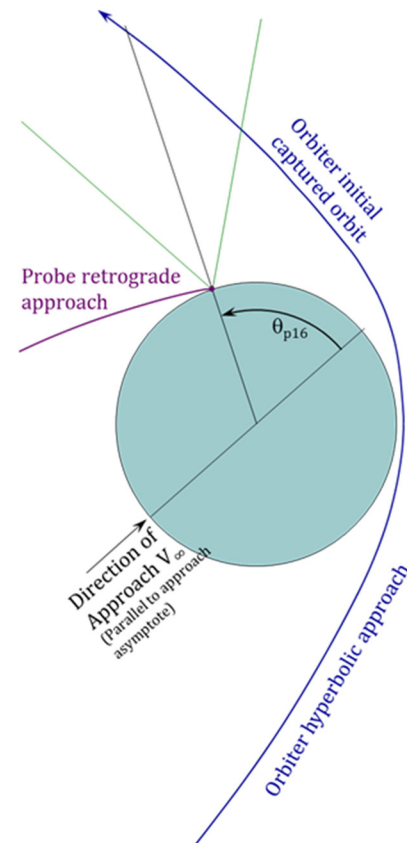 Orbiter initial
captured orbit
Probe retrograde
approach
θp16
Direction of
Approach V∞
(Parallel to approach
asymptote)
Orbiter hyperbolic approach